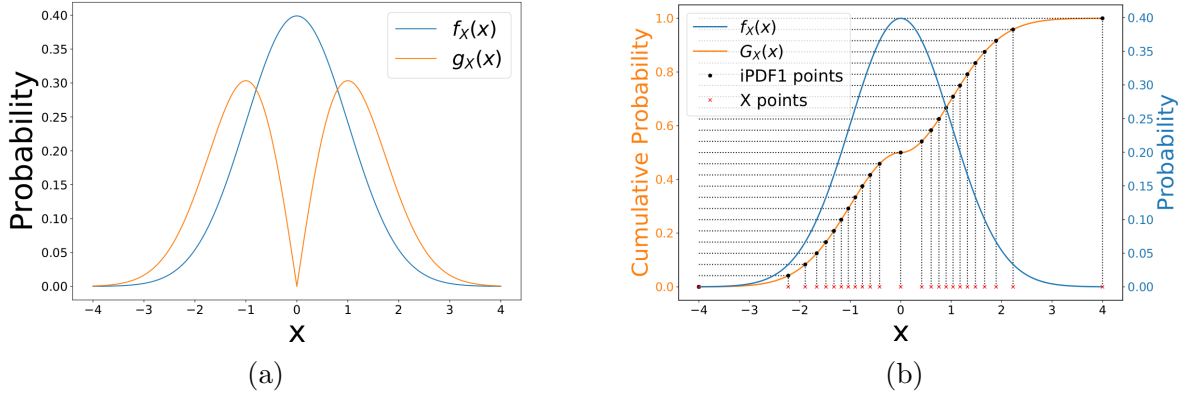 0.40
0.35
0.30
0.25
0.20
0.15
0.10
0.05
0.00
Probability
f_X(x)
g_X(x)
−4 −3 −2 −1 0 1 2 3 4
x
(a)
1.0
0.8
0.6
0.4
0.2
0.0
Cumulative Probability
f_X(x)
G_X(x)
iPDF1 points
X points
0.40
0.35
0.30
0.25
0.20
0.15
0.10
0.05
0.00
Probability
−4 −3 −2 −1 0 1 2 3 4
x
(b)